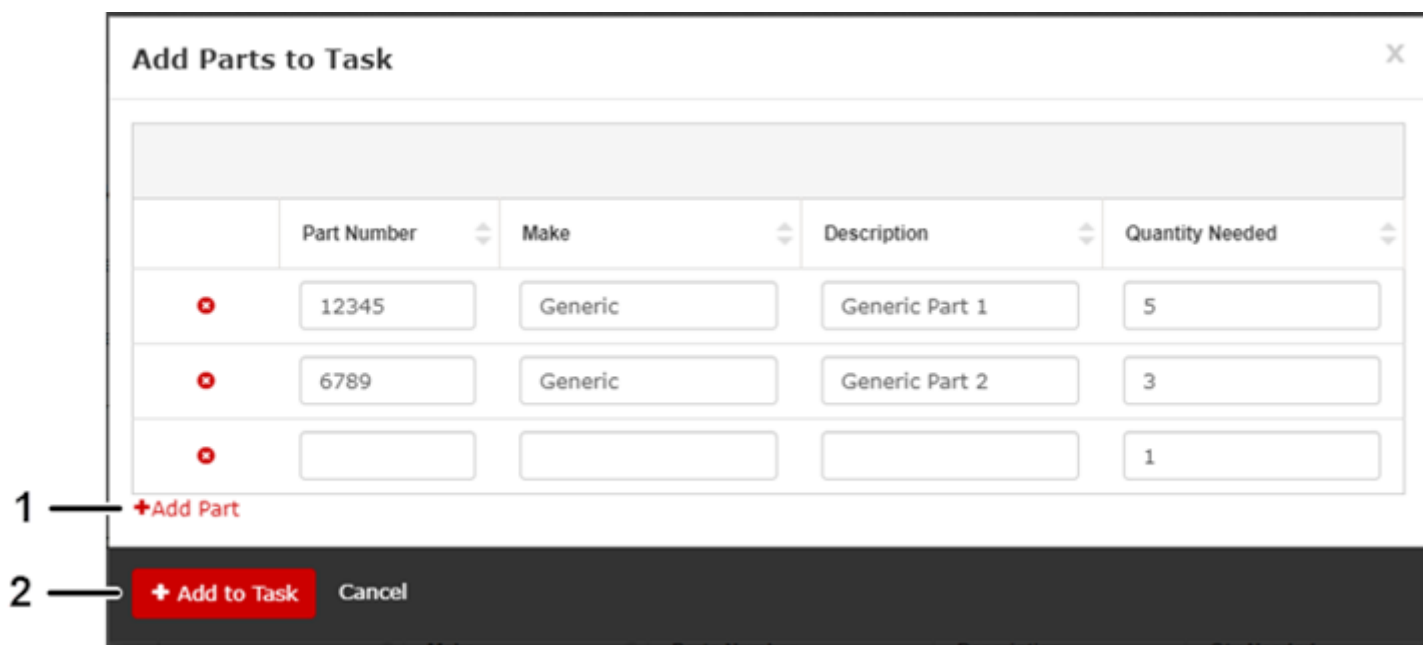 Add Parts to Task X
Part Number Make Description Quantity Needed
12345 Generic Generic Part 1 5
6789 Generic Generic Part 2 3
1
1 +Add Part
2 + Add to Task Cancel